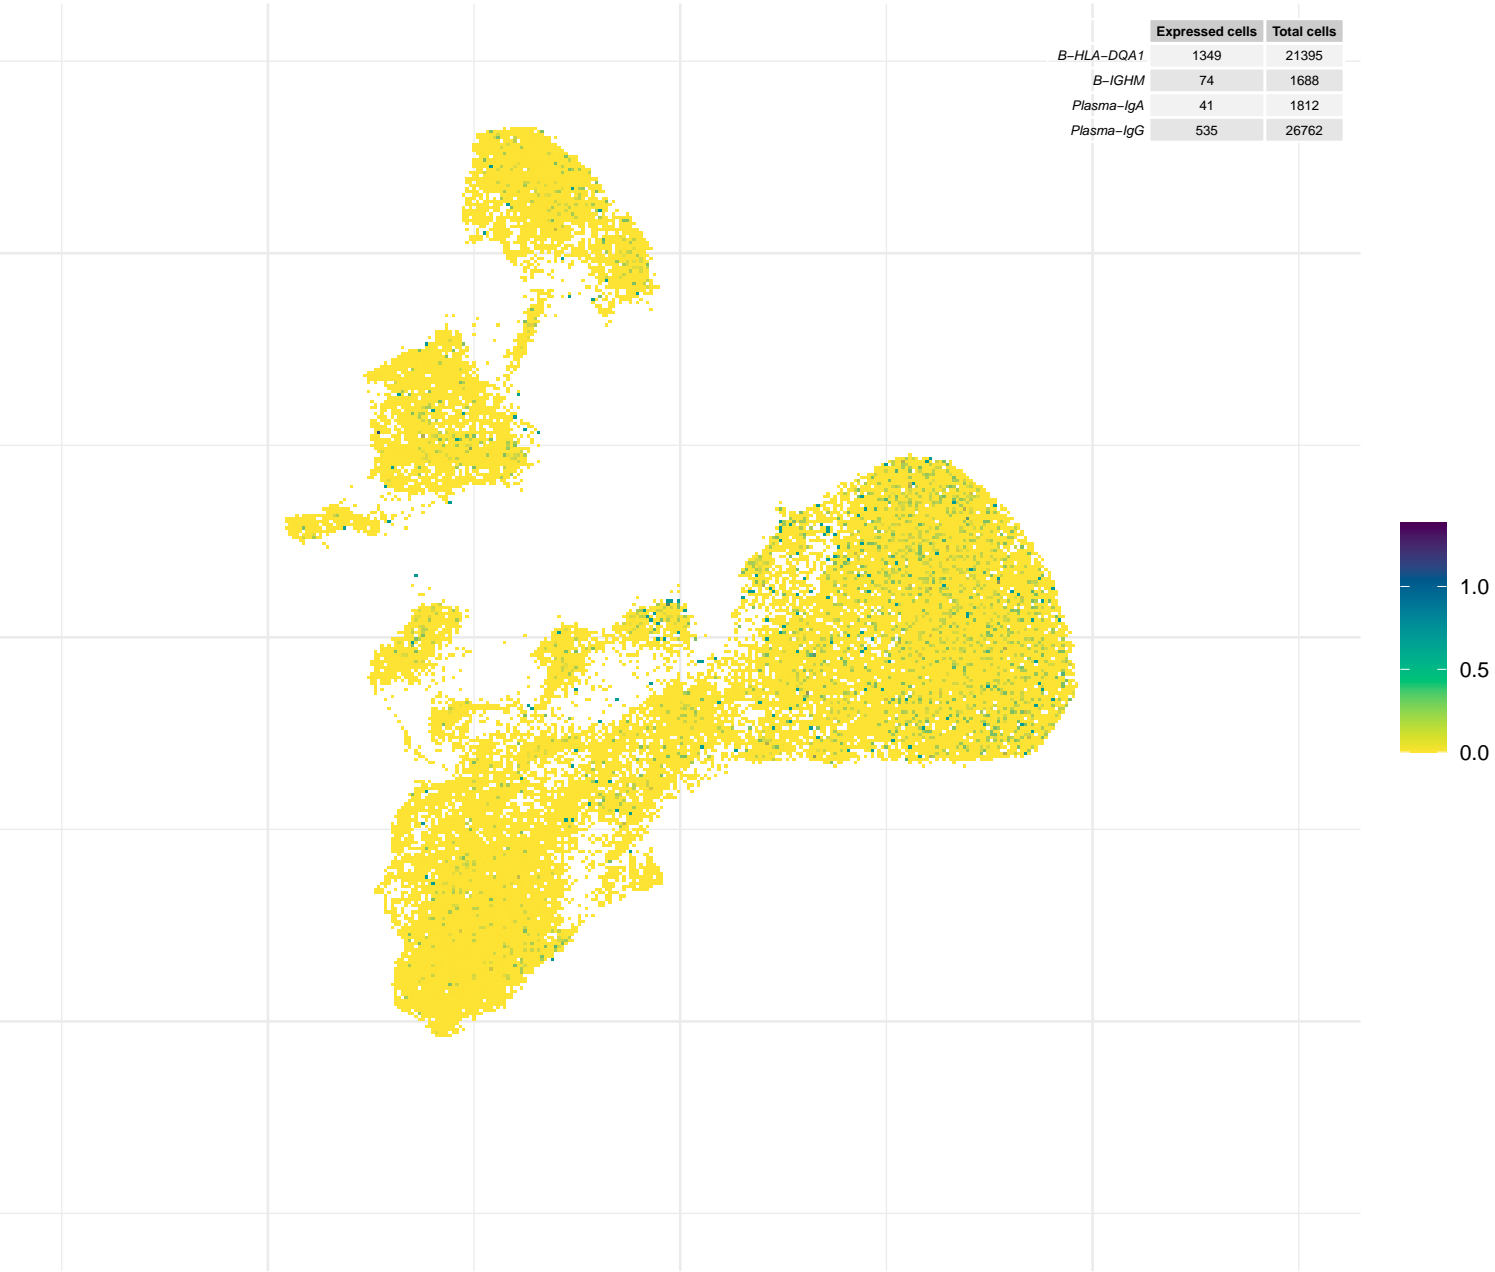 Expressed cells Total cells
B−HLA−DQA1 1349 21395
B−IGHM 74 1688
Plasma−IgA 41 1812
Plasma−IgG 535 26762
1.0
0.5
0.0